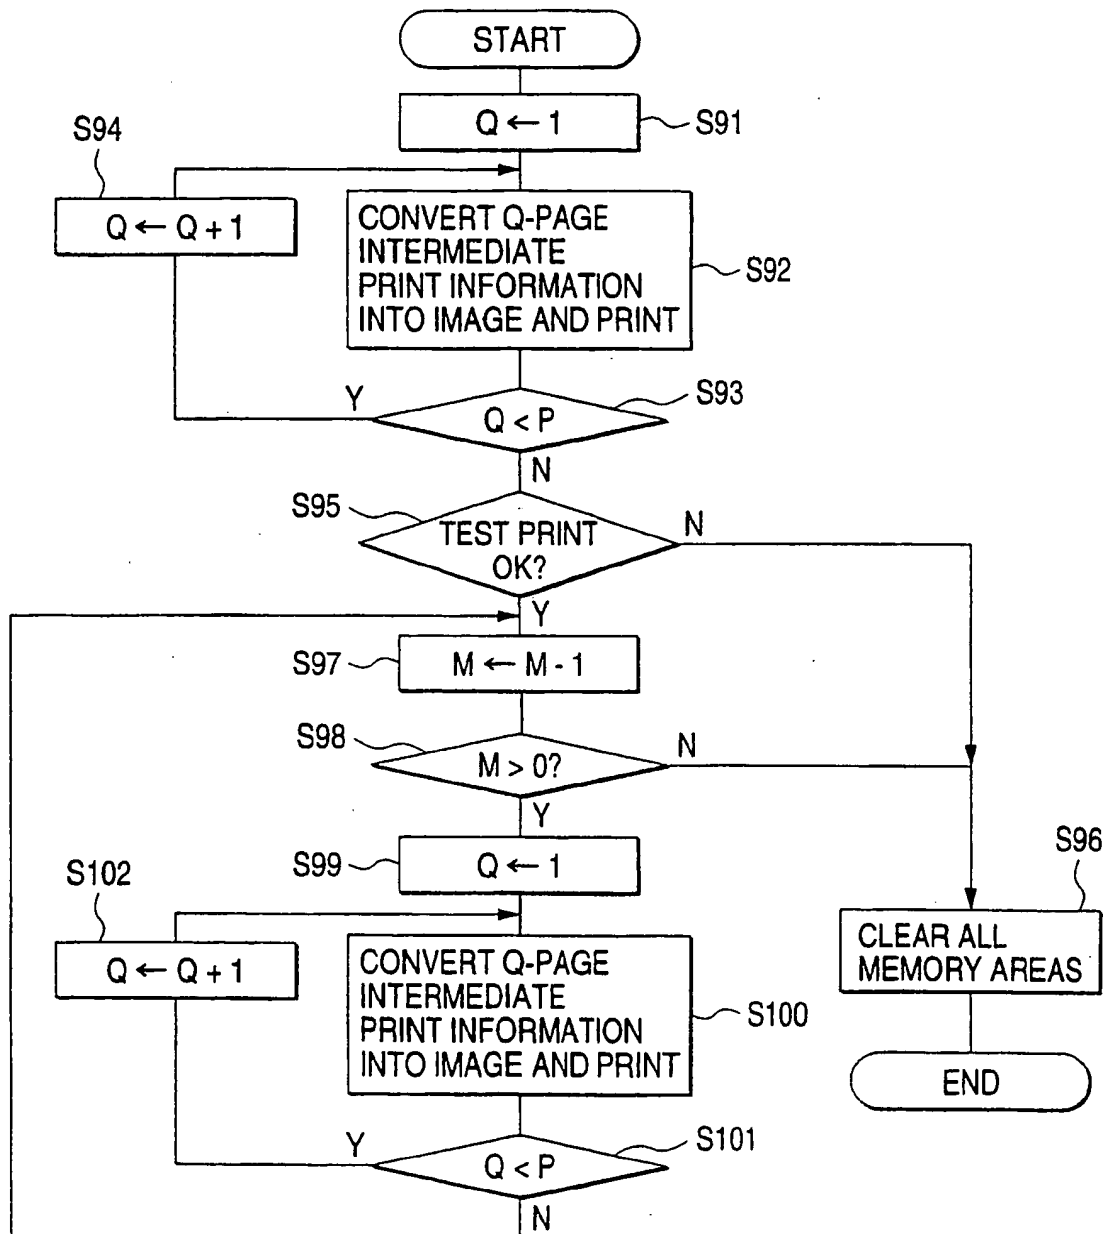 START
Q ← 1
S91
S94
Q ← Q + 1
CONVERT Q-PAGE
INTERMEDIATE
PRINT INFORMATION
INTO IMAGE AND PRINT
S92
Y
Q < P
S93
N
S95
TEST PRINT
OK?
N
Y
S97
M ← M - 1
S98
M > 0?
N
Y
S99
Q ← 1
S96
CLEAR ALL
MEMORY AREAS
END
S102
Q ← Q + 1
CONVERT Q-PAGE
INTERMEDIATE
PRINT INFORMATION
INTO IMAGE AND PRINT
S100
Y
Q < P
S101
N